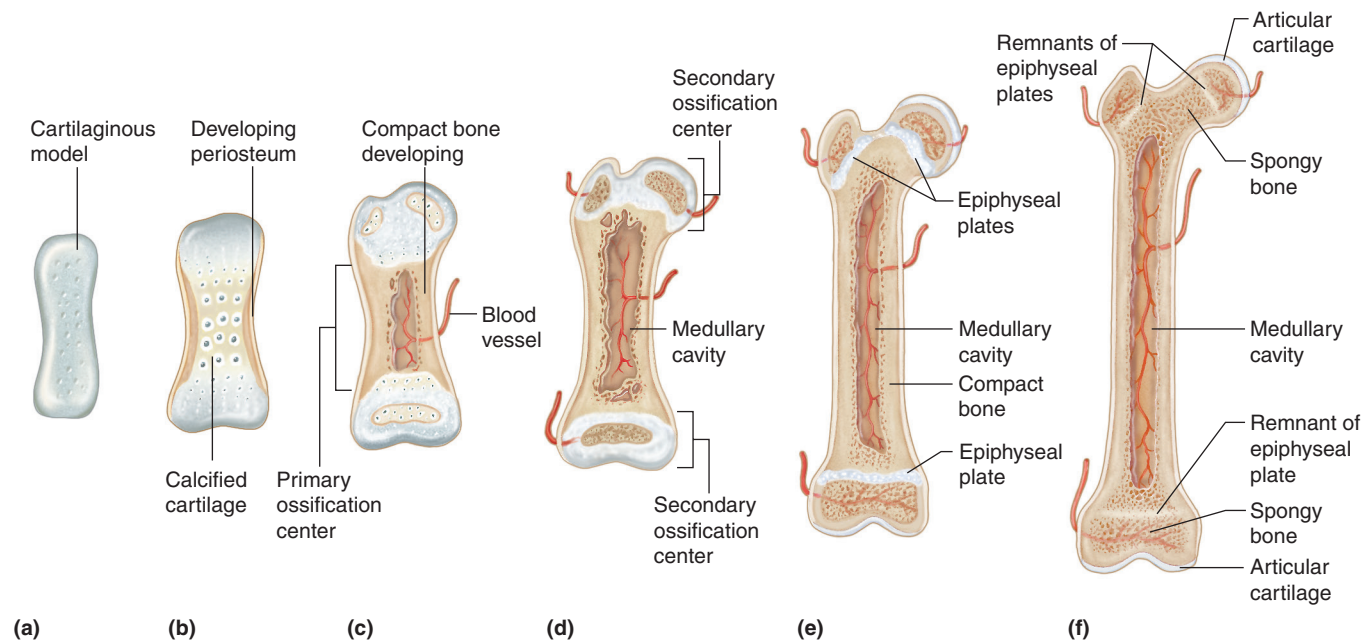 Cartilaginous
model
Developing
periosteum
Calcified
cartilage
Compact bone
developing
Blood
vessel
Primary
ossification
center
Secondary
ossification
center
Medullary
cavity
Secondary
ossification
center
Epiphyseal
plates
Medullary
cavity
Compact
bone
Epiphyseal
plate
Remnants of
epiphyseal
plates
Articular
cartilage
Spongy
bone
Medullary
cavity
Remnant of
epiphyseal
plate
Spongy
bone
Articular
cartilage
(a)
(b)
(c)
(d)
(e)
(f)